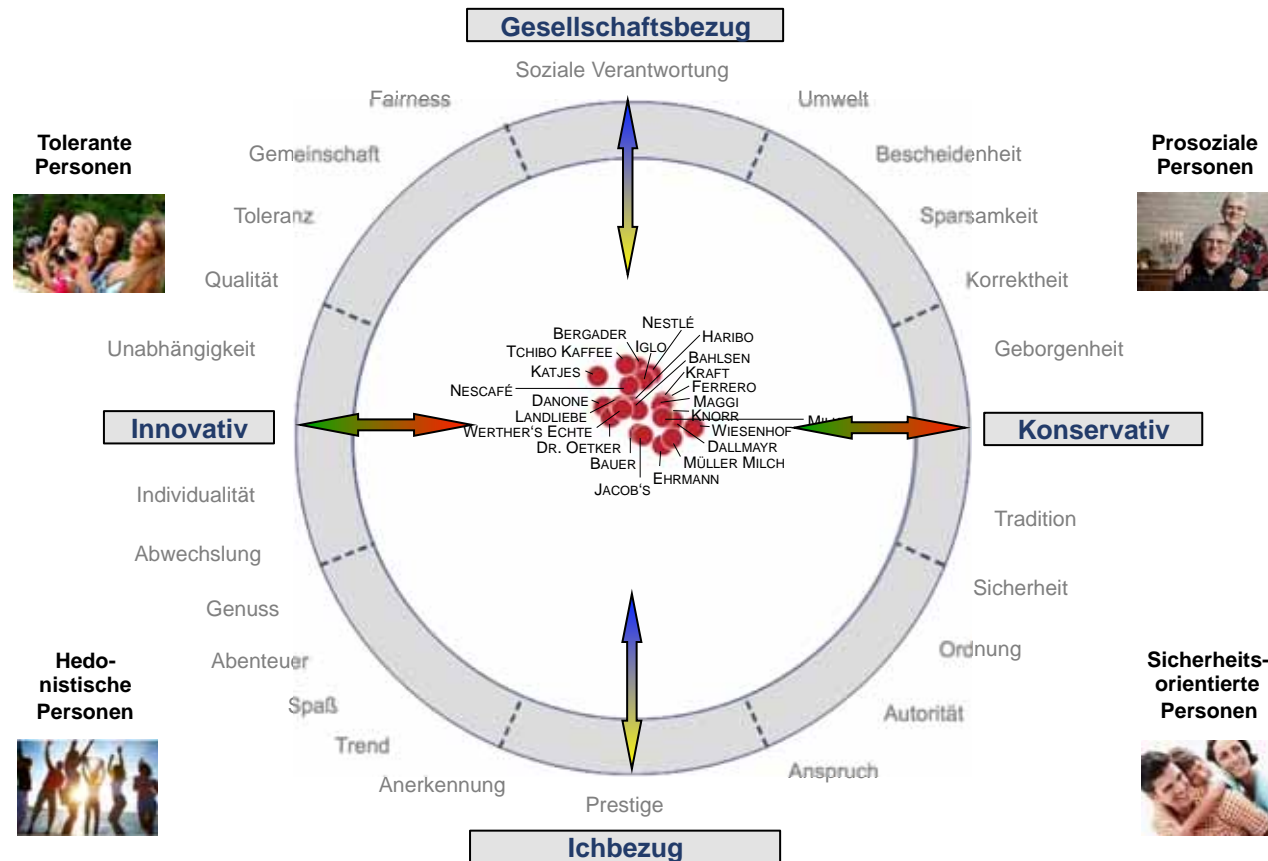 Gesellschaftsbezug
Soziale Verantwortung
Fairness
Umwelt
Tolerante
Personen
Gemeinschaft
Bescheidenheit
Prosoziale
Personen
Toleranz
Sparsamkeit
Qualität
Korrektheit
Unabhängigkeit
Geborgenheit
NESTLÉ
BERGADER
IGLO
HARIBO
TCHIBO KAFFEE
BAHLSEN
KATJES
KRAFT
NESCAFÉ
FERRERO
DANONE
MAGGI
LANDLIEBE
KNORR
WERTHER'S ECHTE
WIESENHOF
DR. OETKER
DALLMAYR
BAUER
MÜLLER MILCH
EHRMANN
JACOB'S
Innovativ
Konservativ
Individualität
Tradition
Abwechslung
Sicherheit
Genuss
Ordnung
Hedo-
nistische
Personen
Abenteuer
Sicherheits-
orientierte
Personen
Spaß
Autorität
Trend
Anspruch
Anerkennung
Prestige
Ichbezug